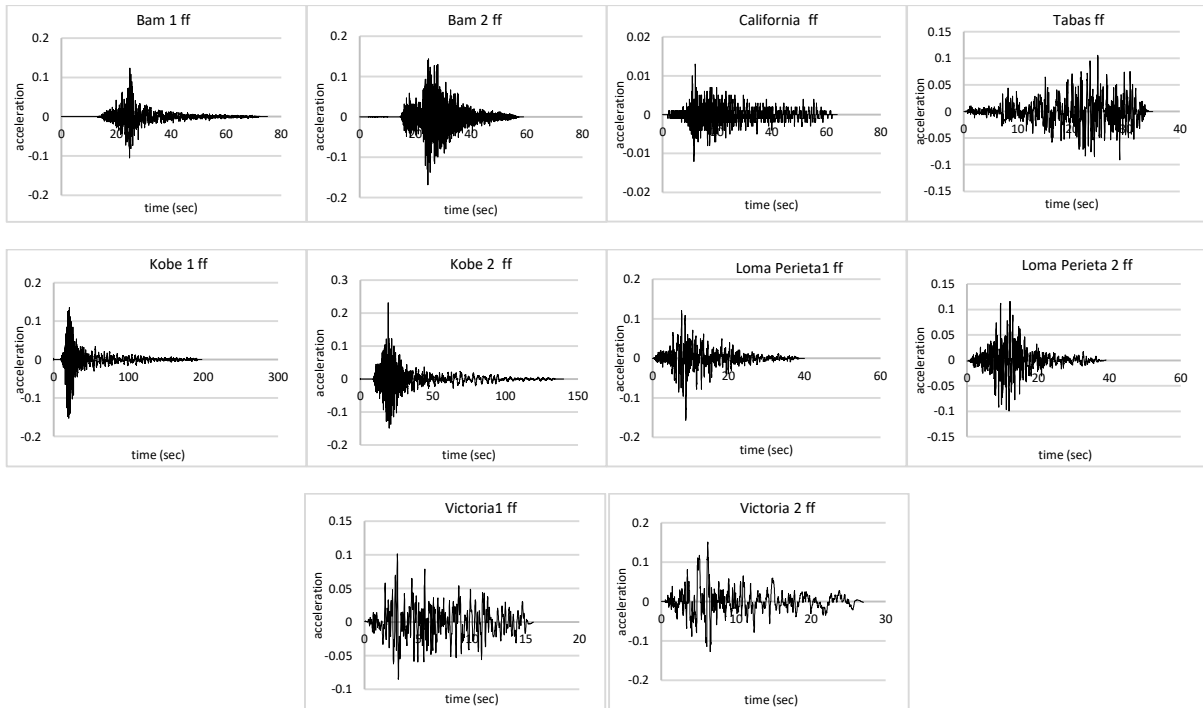 Bam 1 ff
0.2
0.1
0
-0.1
-0.2
0 20 40 60 80
acceleration
time (sec)
Bam 2 ff
0.2
0.1
0
-0.1
-0.2
0 20 40 60 80
acceleration
time (sec)
California ff
0.02
0.01
0
-0.01
-0.02
0 20 40 60 80
acceleration
time (sec)
Tabas ff
0.15
0.1
0.05
0
-0.05
-0.1
-0.15
0 10 20 30 40
acceleration
time (sec)
Kobe 1 ff
0.2
0.1
0
-0.1
-0.2
0 100 200 300
acceleration
time (sec)
Kobe 2 ff
0.3
0.2
0.1
0
-0.1
-0.2
0 50 100 150
acceleration
time (sec)
Loma Perieta1 ff
0.2
0.1
0
-0.1
-0.2
0 20 40 60
acceleration
time (sec)
Loma Perieta 2 ff
0.15
0.1
0.05
0
-0.05
-0.1
-0.15
0 20 40 60
acceleration
time (sec)
Victoria1 ff
0.15
0.1
0.05
0
-0.05
-0.1
0 5 10 15 20
acceleration
time (sec)
Victoria 2 ff
0.2
0.1
0
-0.1
-0.2
0 10 20 30
acceleration
time (sec)